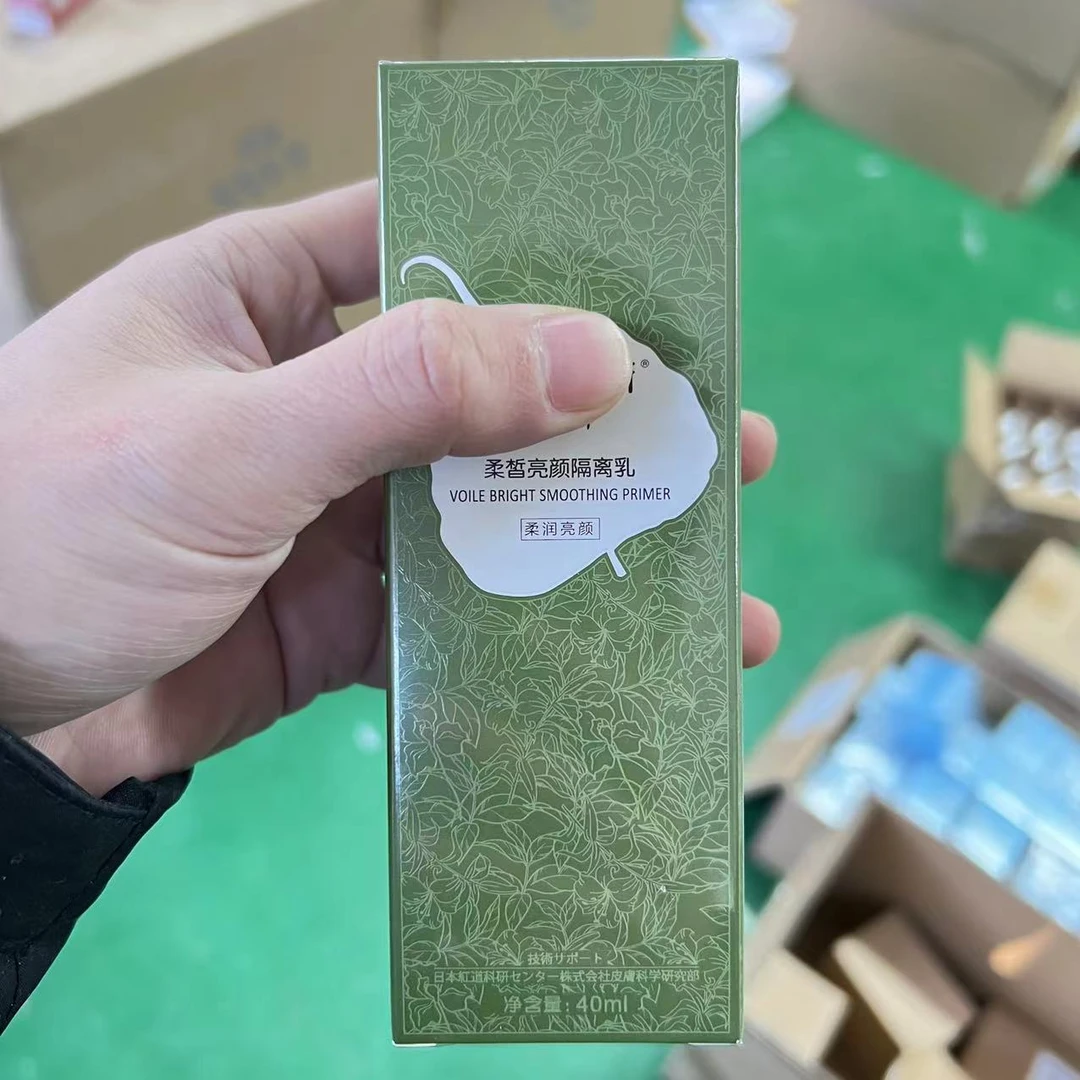 ®
柔皙亮颜隔离乳
VOILE BRIGHT SMOOTHING PRIMER
柔润亮颜
技術サポート
日本紅道科研センター株式会社皮膚科学研究部
净含量: 40ml